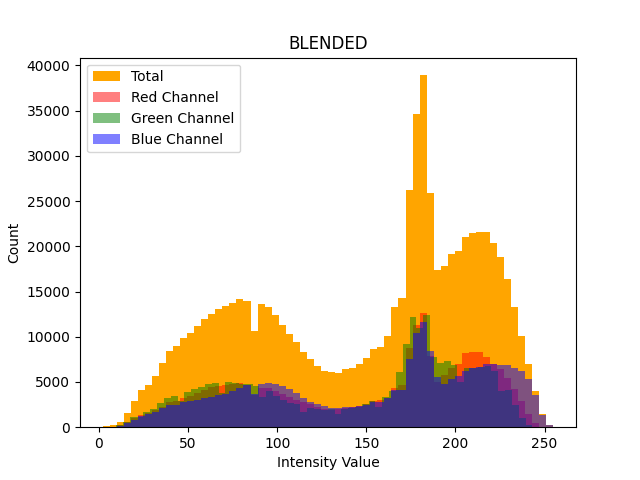 BLENDED
40000
35000
30000
25000
20000
15000
10000
5000
0
Count
Total
Red Channel
Green Channel
Blue Channel
0 50 100 150 200 250
Intensity Value